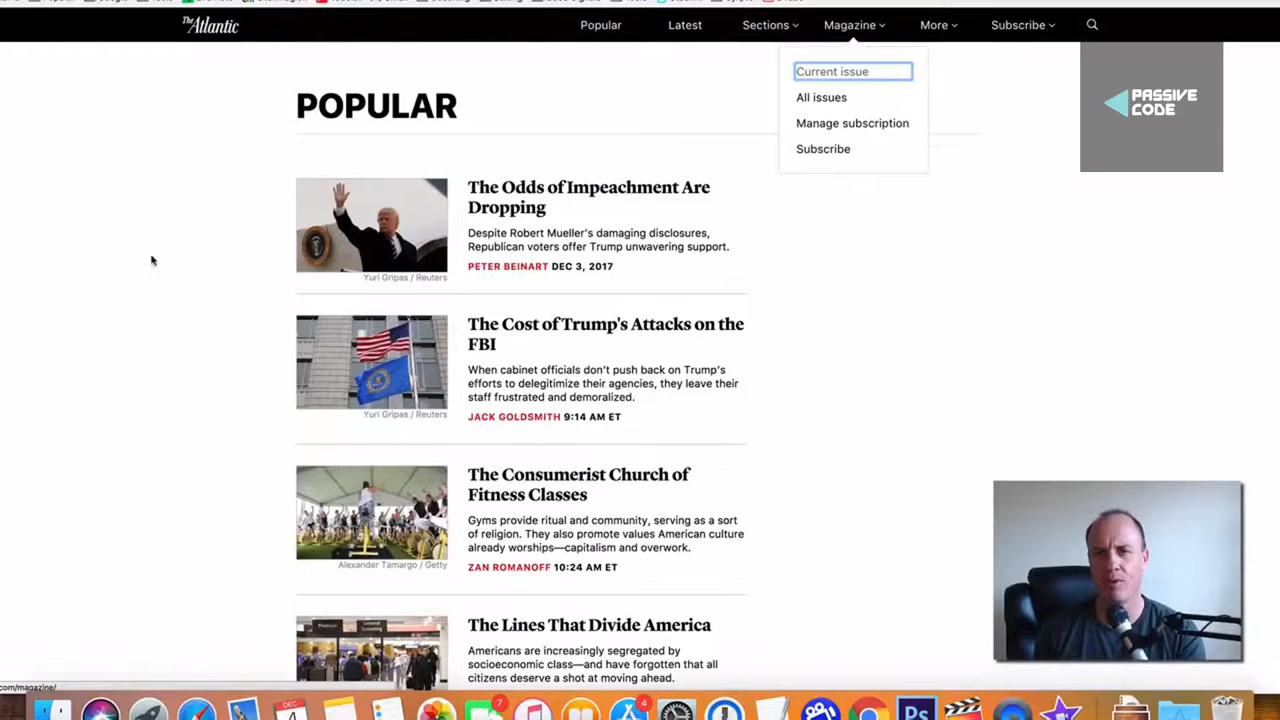 The Atlantic
Popular
Latest
Sections
Magazine
More
Subscribe
Current issue
All issues
Manage subscription
Subscribe
PASSIVE
CODE
POPULAR
The Odds of Impeachment Are
Dropping
Despite Robert Mueller's damaging disclosures,
Republican voters offer Trump unwavering support.
PETER BEINART DEC 3, 2017
Yuri Gripas / Reuters
The Cost of Trump's Attacks on the
FBI
When cabinet officials don't push back on Trump's
efforts to delegitimize their agencies, they leave their
staff frustrated and demoralized.
JACK GOLDSMITH 9:14 AM ET
Yuri Gripas / Reuters
The Consumerist Church of
Fitness Classes
Gyms provide ritual and community, serving as a sort
of religion. They also promote values American culture
already worships—capitalism and overwork.
ZAN ROMANOFF 10:24 AM ET
Alexander Tamargo / Getty
The Lines That Divide America
Americans are increasingly segregated by
socioeconomic class—and have forgotten that all
citizens deserve a shot at moving ahead.
com/magazine/
DEC
7
4
Ps